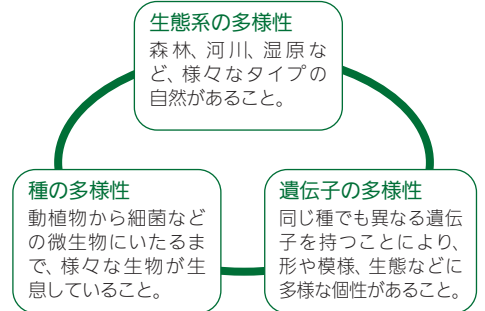 生態系の多様性
森林、河川、湿原な
ど、様々なタイプの
自然があること。
種の多様性
動植物から細菌など
の微生物にいたるま
で、様々な生物が生
息していること。
遺伝子の多様性
同じ種でも異なる遺伝
子を持つことにより、
形や模様、生態などに
多様な個性があること。